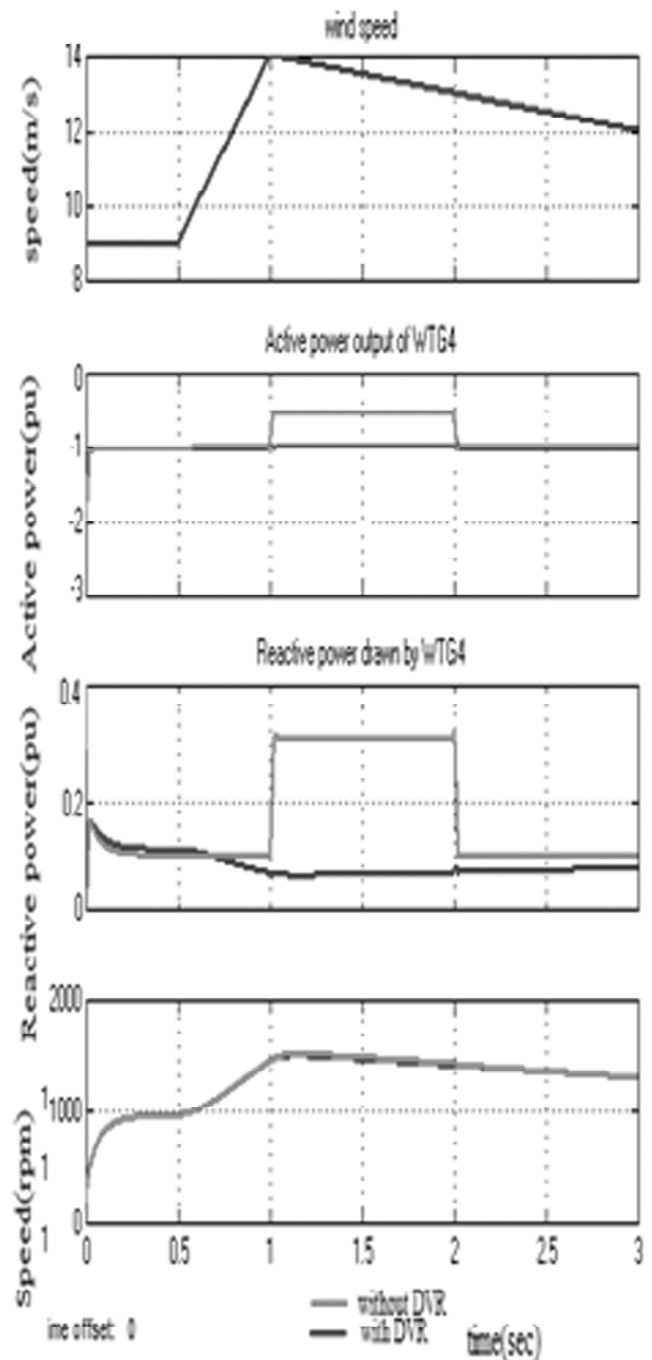 wind speed
speed(m/s)
14
12
10
8
Active power output of WTG4
Active power(pu)
0
-1
-2
-3
Reactive power drawn by WTG4
Reactive power(pu)
0.4
0.2
0
Speed(rpm)
2000
1000
0
1
1
1
0
0.5
1
1.5
2
2.5
3
without DVR
with DVR
ime offset: 0
time(sec)